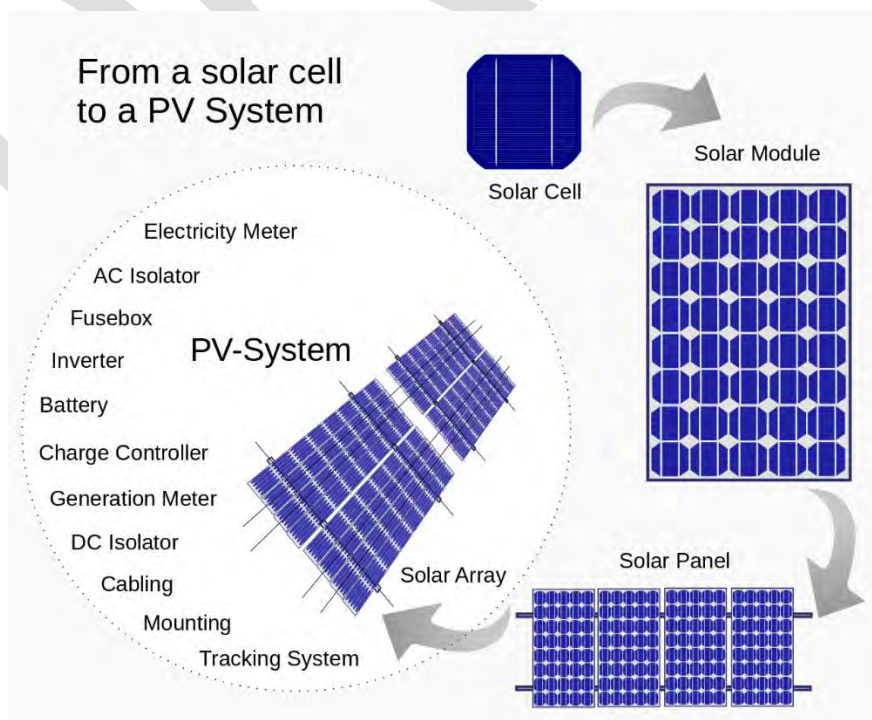 From a solar cell
to a PV System
Solar Cell
Solar Module
Electricity Meter
AC Isolator
Fusebox
Inverter
PV-System
Battery
Charge Controller
Generation Meter
DC Isolator
Cabling
Mounting
Tracking System
Solar Array
Solar Panel